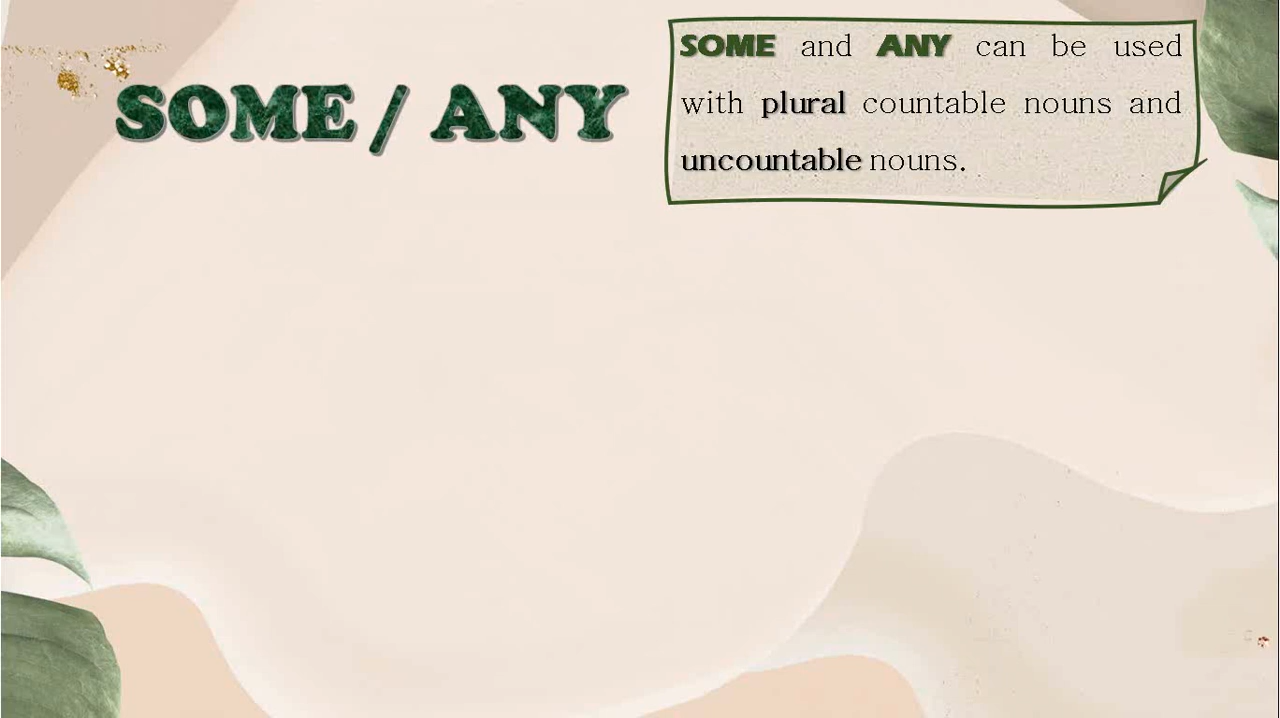 SOME / ANY
SOME and ANY can be used
with plural countable nouns and
uncountable nouns.